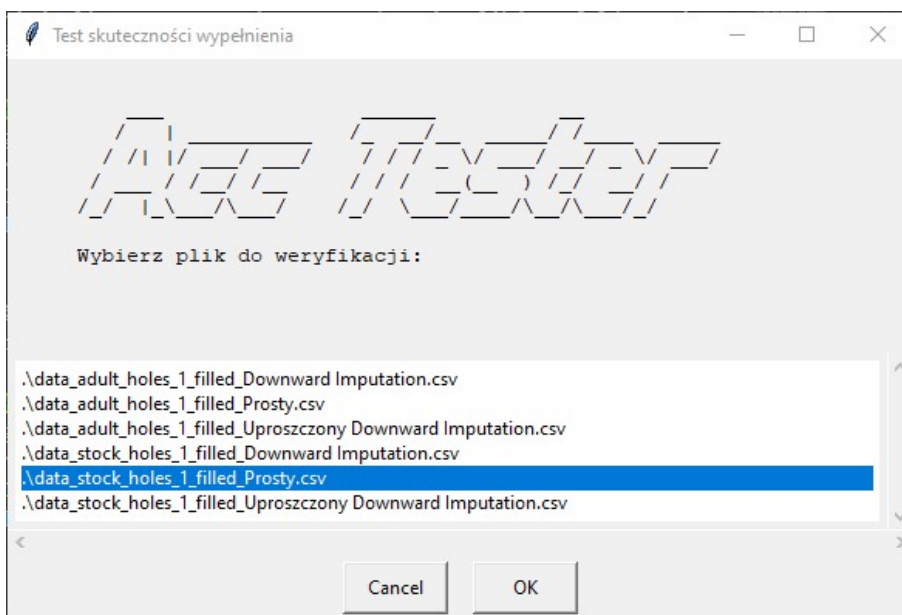 Test skuteczności wypełnienia
Acc Tester
Wybierz plik do weryfikacji:
.\data_adult_holes_1_filled_Downward Imputation.csv
.\data_adult_holes_1_filled_Prosty.csv
.\data_adult_holes_1_filled_Uproszczony Downward Imputation.csv
.\data_stock_holes_1_filled_Downward Imputation.csv
.\data_stock_holes_1_filled_Prosty.csv
.\data_stock_holes_1_filled_Uproszczony Downward Imputation.csv
Cancel OK